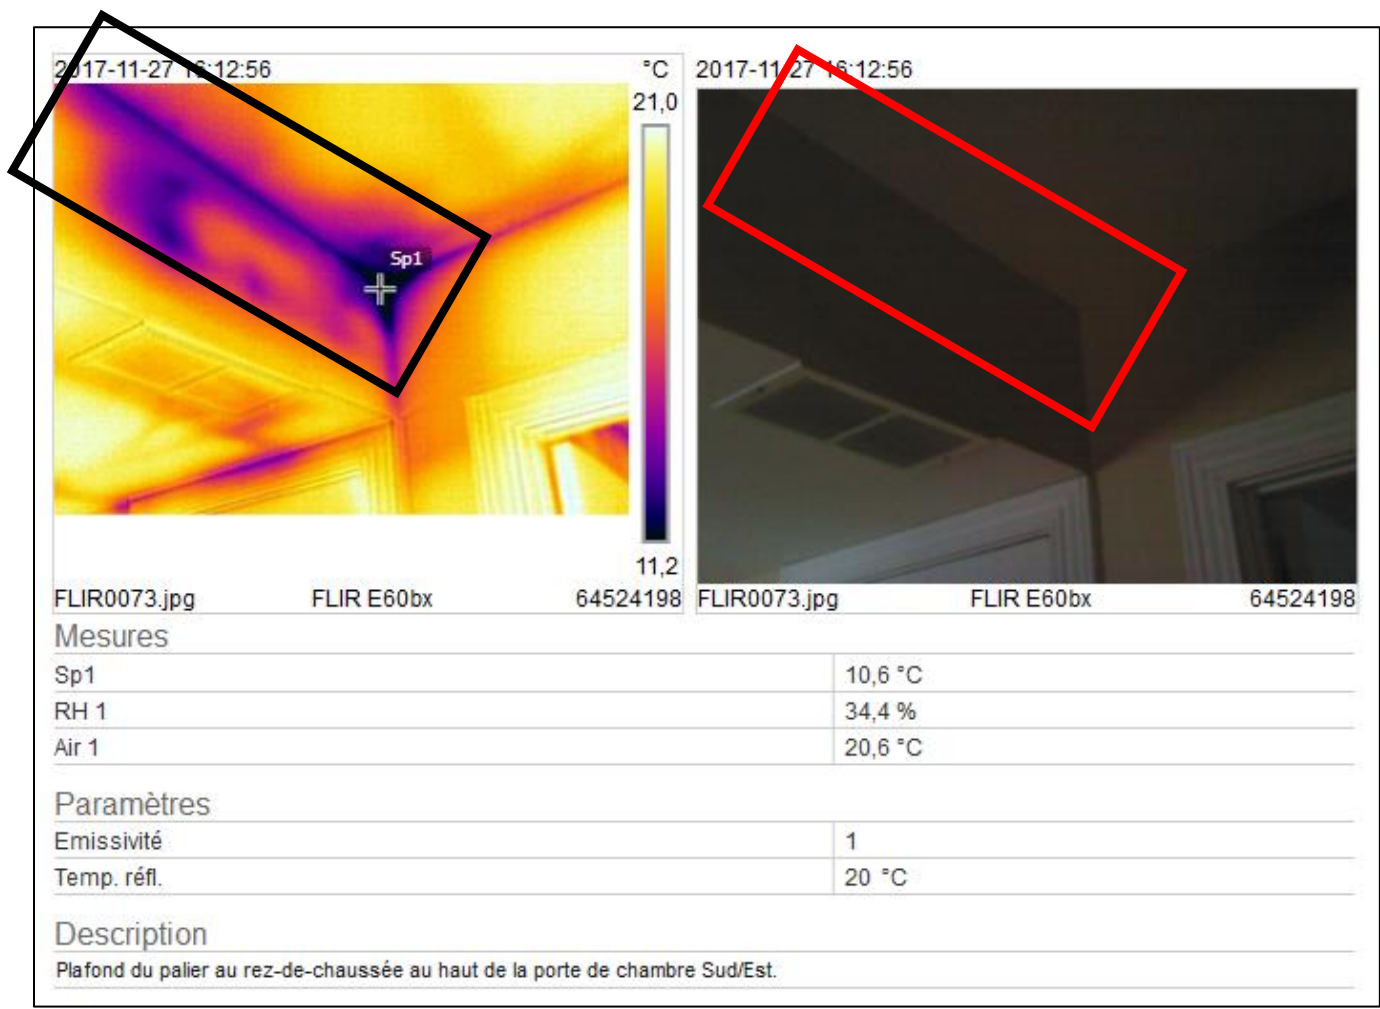 2017-11-27 16:12:56 °C
21,0
Sp1
11,2
FLIR0073.jpg FLIR E60bx 64524198
2017-11-27 16:12:56
FLIR0073.jpg FLIR E60bx 64524198
Mesures
Sp1 10,6 °C
RH 1 34,4 %
Air 1 20,6 °C
Paramètres
Emissivité 1
Temp. réfl. 20 °C
Description
Plafond du palier au rez-de-chaussée au haut de la porte de chambre Sud/Est.